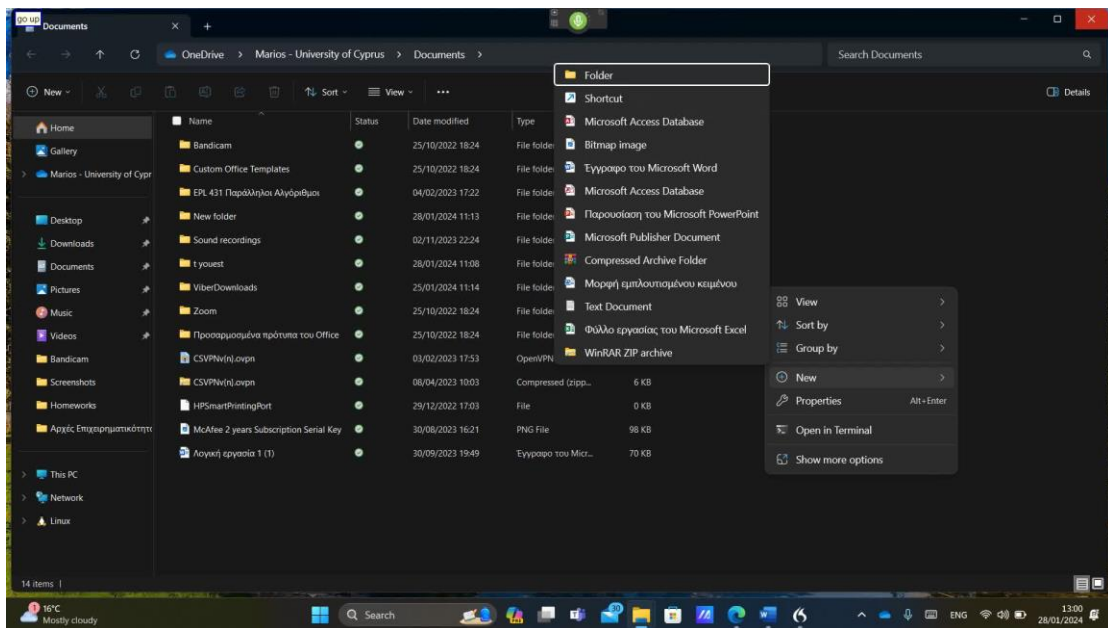 go up
Documents
OneDrive > Marios - University of Cyprus > Documents >
Search Documents
New
Sort
View
Details
Home
Gallery
Marios - University of Cypr
Desktop
Downloads
Documents
Pictures
Music
Videos
Bandicam
Screenshots
Homeworks
Αρχές Επιχειρηματικότητα
This PC
Network
Linux
Name Status Date modified Type
Bandicam 25/10/2022 18:24 File folder
Custom Office Templates 25/10/2022 18:24 File folder
EPL 431 Παράλληλοι Αλγόριθμοι 04/02/2023 17:22 File folder
New folder 28/01/2024 11:13 File folder
Sound recordings 02/11/2023 22:24 File folder
t youest 28/01/2024 11:08 File folder
ViberDownloads 25/01/2024 11:14 File folder
Zoom 25/10/2022 18:24 File folder
Προσαρμοσμένα πρότυπα του Office 25/10/2022 18:24 File folder
CSVPNv(n).ovpn 03/02/2023 17:53 OpenVPN
CSVPNv(n).ovpn 08/04/2023 10:03 Compressed (zipp... 6 KB
HPSmartPrintingPort 29/12/2022 17:03 File 0 KB
McAfee 2 years Subscription Serial Key 30/08/2023 16:21 PNG File 98 KB
Λογική εργασία 1 (1) 30/09/2023 19:49 Έγγραφο του Micr... 70 KB
Folder
Shortcut
Microsoft Access Database
Bitmap image
Έγγραφο του Microsoft Word
Microsoft Access Database
Παρουσίαση του Microsoft PowerPoint
Microsoft Publisher Document
Compressed Archive Folder
Μορφή εμπλουτισμένου κειμένου
Text Document
Φύλλο εργασίας του Microsoft Excel
WinRAR ZIP archive
View
Sort by
Group by
New
Properties Alt+Enter
Open in Terminal
Show more options
14 items
1
16°C
Mostly cloudy
Search
20
ENG
13:00
28/01/2024